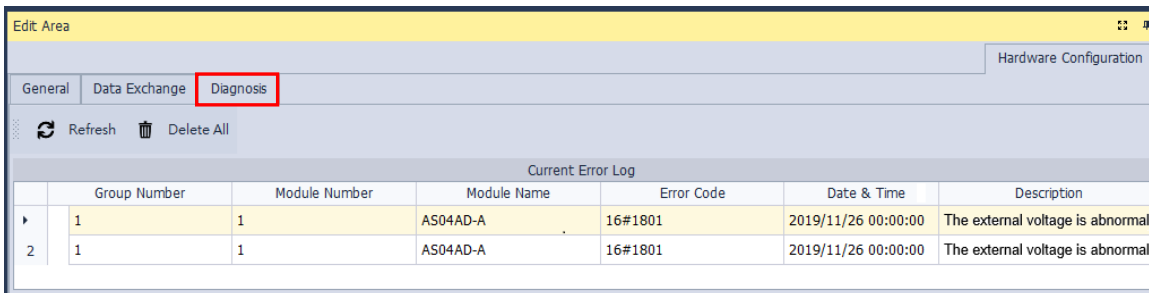 Edit Area
Hardware Configuration
General Data Exchange Diagnosis
Refresh Delete All
Current Error Log
Group Number Module Number Module Name Error Code Date & Time Description
1 1 AS04AD-A 16#1801 2019/11/26 00:00:00 The external voltage is abnormal
2 1 1 AS04AD-A 16#1801 2019/11/26 00:00:00 The external voltage is abnormal